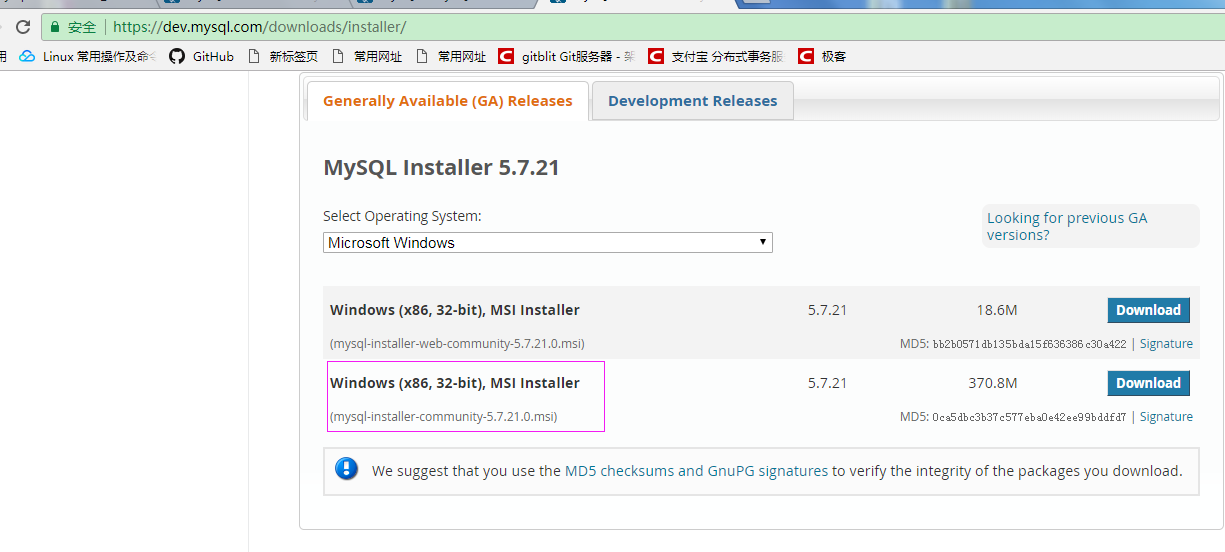 安全 | https://dev.mysql.com/downloads/installer/
用 Linux 常用操作及命令 GitHub 新标签页 常用网址 常用网址 gitblit Git服务器 - 架 支付宝 分布式事务服 极客
Generally Available (GA) Releases Development Releases
MySQL Installer 5.7.21
Select Operating System:
Looking for previous GA
versions?
Microsoft Windows
Windows (x86, 32-bit), MSI Installer 5.7.21 18.6M Download
(mysql-installer-web-community-5.7.21.0.msi) MD5: bb2b0571db135bda15f636386c30a422 | Signature
Windows (x86, 32-bit), MSI Installer 5.7.21 370.8M Download
(mysql-installer-community-5.7.21.0.msi) MD5: 0ca5dbc3b37c577eba0e42ee99bddfd7 | Signature
We suggest that you use the MD5 checksums and GnuPG signatures to verify the integrity of the packages you download.